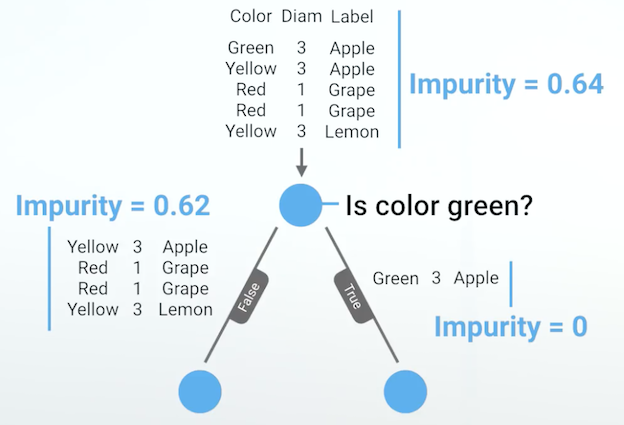 Color Diam Label
Green 3 Apple
Yellow 3 Apple
Red 1 Grape
Red 1 Grape
Yellow 3 Lemon
Impurity = 0.64
Is color green?
Impurity = 0.62
Yellow 3 Apple
Red 1 Grape
Red 1 Grape
Yellow 3 Lemon
False
True
Green 3 Apple
Impurity = 0